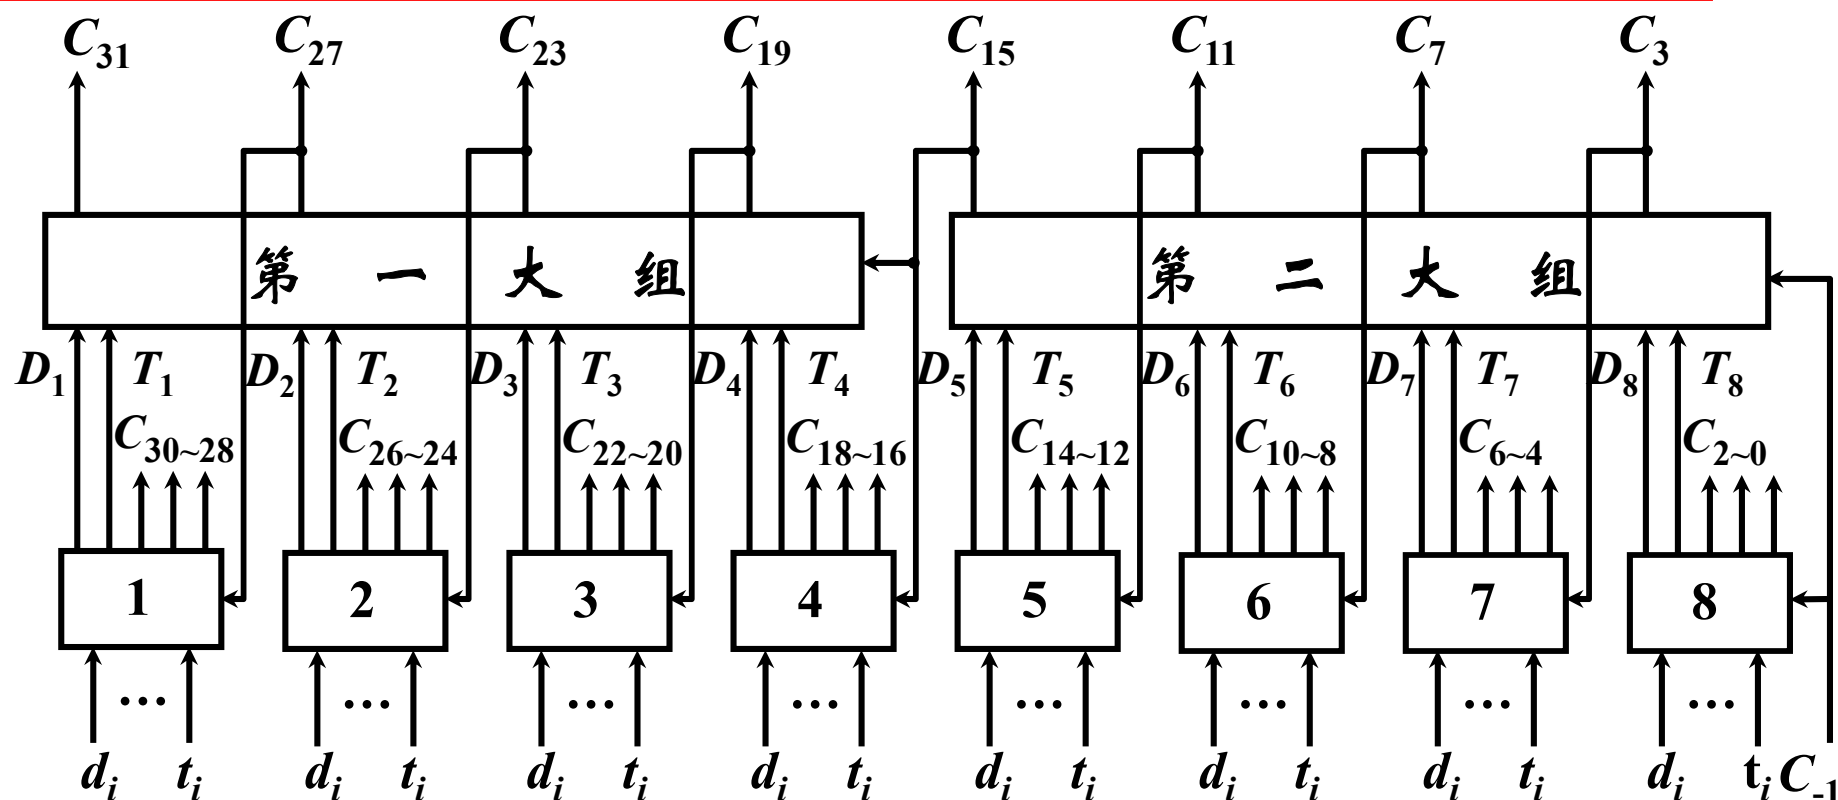 C31 C27 C23 C19 C15 C11 C7 C3
第 一 大 组 第 二 大 组
D1 T1 D2 T2 D3 T3 D4 T4 D5 T5 D6 T6 D7 T7 D8 T8
C30~28 C26~24 C22~20 C18~16 C14~12 C10~8 C6~4 C2~0
1 2 3 4 5 6 7 8
… … … … … … … …
di ti di ti di ti di ti di ti di ti di ti di ti C-1